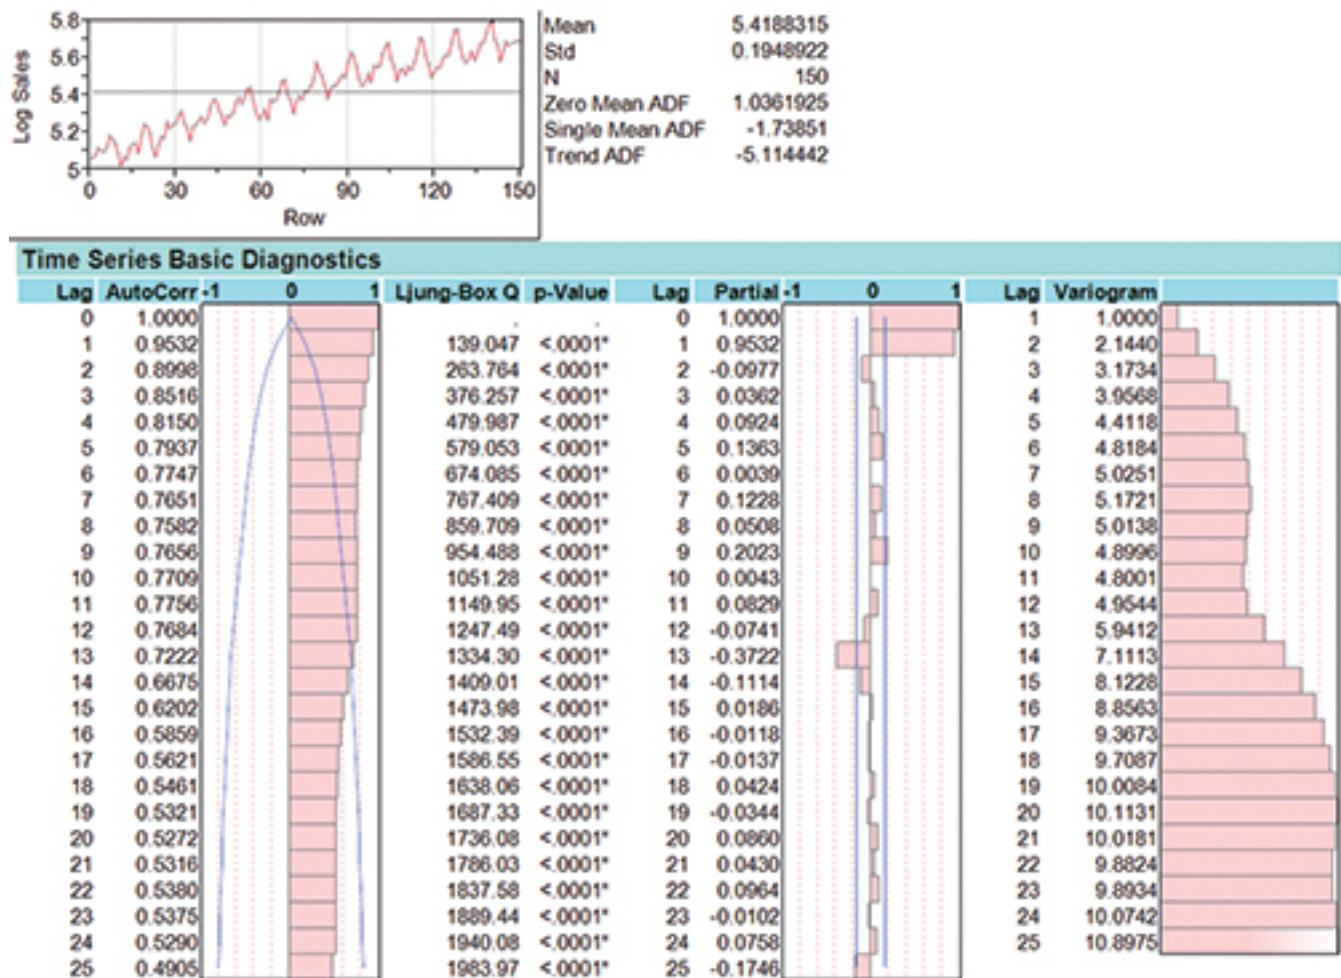 5.8
5.6
5.4
5.2
5
Log Sales
0 30 60 90 120 150
Row
Mean 5.4188315
Std 0.1948922
N 150
Zero Mean ADF 1.0361925
Single Mean ADF -1.73851
Trend ADF -5.114442
Time Series Basic Diagnostics
Lag AutoCorr -1 0 1 Ljung-Box Q p-Value Lag Partial -1 0 1 Lag Variogram
0 1.0000 . . 0 1.0000 1 1.0000
1 0.9532 139.047 <.0001* 1 0.9532 2 2.1440
2 0.8998 263.764 <.0001* 2 -0.0977 3 3.1734
3 0.8516 376.257 <.0001* 3 0.0362 4 3.9568
4 0.8150 479.987 <.0001* 4 0.0924 5 4.4118
5 0.7937 579.053 <.0001* 5 0.1363 6 4.8184
6 0.7747 674.085 <.0001* 6 0.0039 7 5.0251
7 0.7651 767.409 <.0001* 7 0.1228 8 5.1721
8 0.7582 859.709 <.0001* 8 0.0508 9 5.0138
9 0.7656 954.488 <.0001* 9 0.2023 10 4.8996
10 0.7709 1051.28 <.0001* 10 0.0043 11 4.8001
11 0.7756 1149.95 <.0001* 11 0.0829 12 4.9544
12 0.7684 1247.49 <.0001* 12 -0.0741 13 5.9412
13 0.7222 1334.30 <.0001* 13 -0.3722 14 7.1113
14 0.6675 1409.01 <.0001* 14 -0.1114 15 8.1228
15 0.6202 1473.98 <.0001* 15 0.0186 16 8.8563
16 0.5859 1532.39 <.0001* 16 -0.0118 17 9.3673
17 0.5621 1586.55 <.0001* 17 -0.0137 18 9.7087
18 0.5461 1638.06 <.0001* 18 0.0424 19 10.0084
19 0.5321 1687.33 <.0001* 19 -0.0344 20 10.1131
20 0.5272 1736.08 <.0001* 20 0.0860 21 10.0181
21 0.5316 1786.03 <.0001* 21 0.0430 22 9.8824
22 0.5380 1837.58 <.0001* 22 0.0964 23 9.8934
23 0.5375 1889.44 <.0001* 23 -0.0102 24 10.0742
24 0.5290 1940.08 <.0001* 24 0.0758 25 10.8975
25 0.4905 1983.97 <.0001* 25 -0.1746